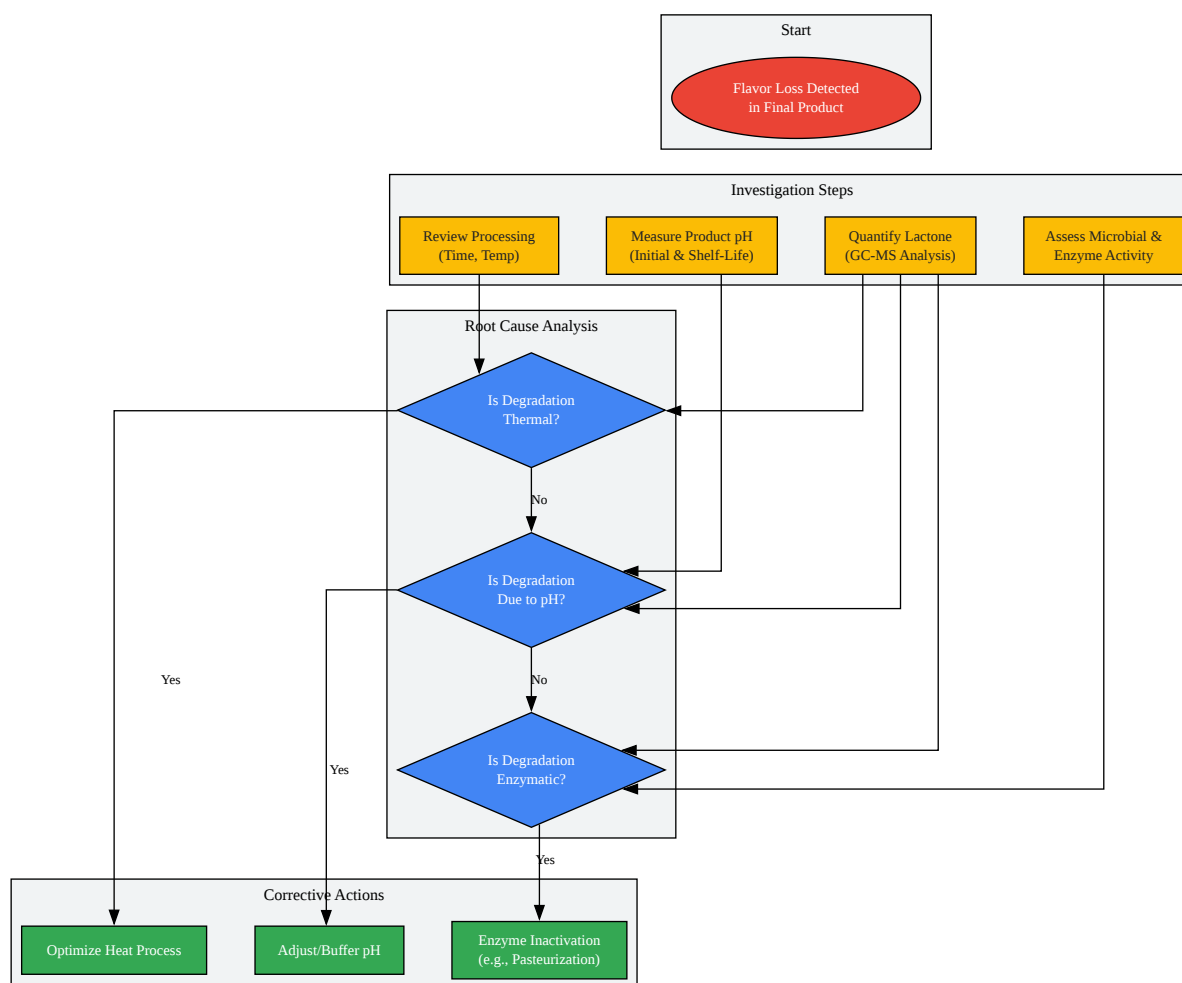 Start
Flavor Loss Detected
in Final Product
Investigation Steps
Review Processing
(Time, Temp)
Measure Product pH
(Initial & Shelf-Life)
Quantify Lactone
(GC-MS Analysis)
Assess Microbial &
Enzyme Activity
Root Cause Analysis
Is Degradation
Thermal?
No
Is Degradation
Due to pH?
Yes
No
Is Degradation
Enzymatic?
Yes
Yes
Corrective Actions
Optimize Heat Process
Adjust/Buffer pH
Enzyme Inactivation
(e.g., Pasteurization)